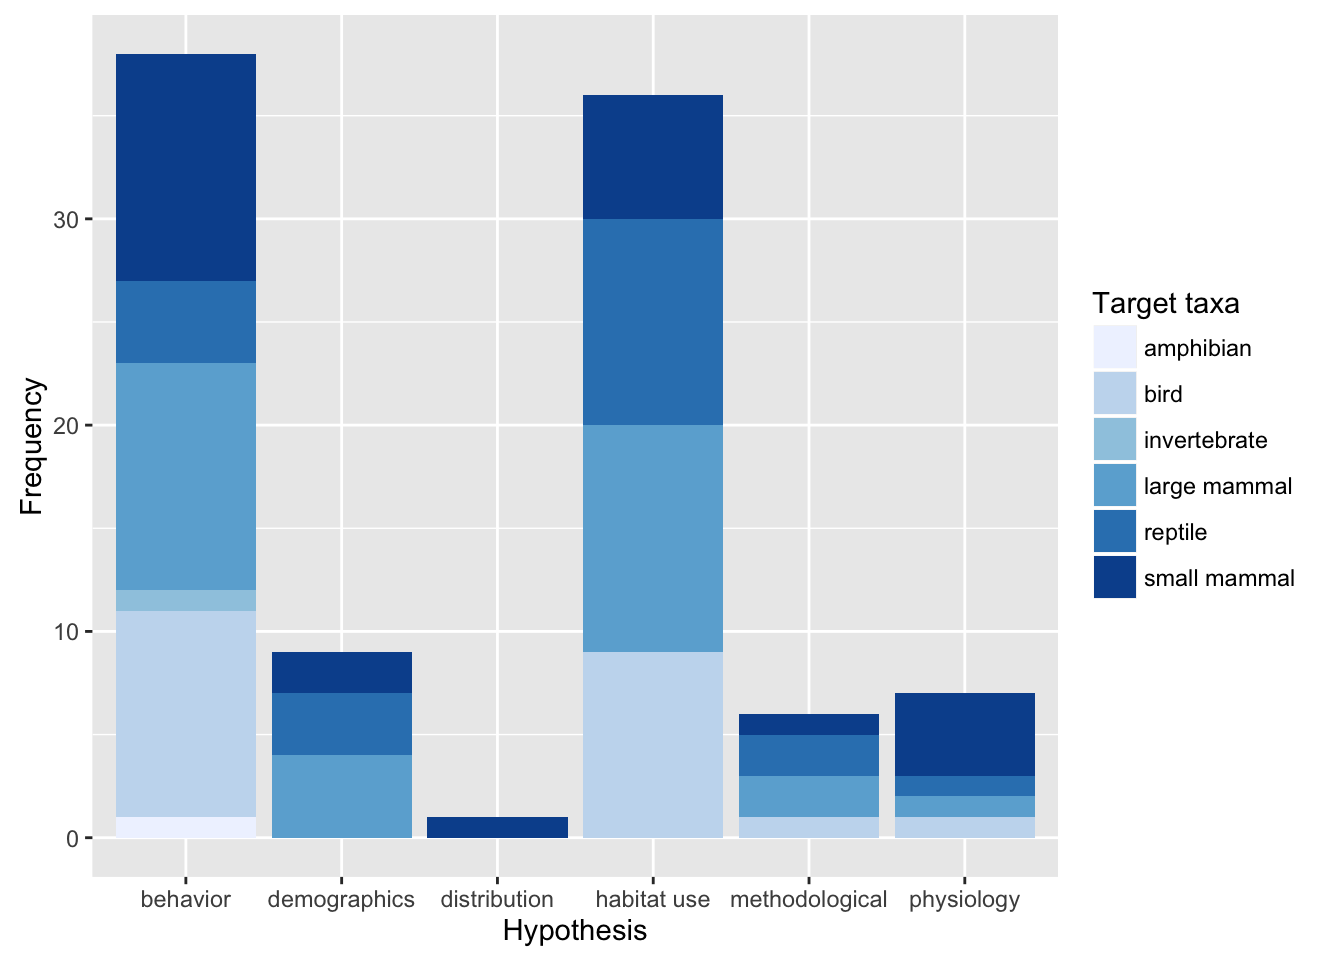 Frequency
30
20
10
0
behavior demographics distribution habitat use methodological physiology
Hypothesis
Target taxa
amphibian
bird
invertebrate
large mammal
reptile
small mammal